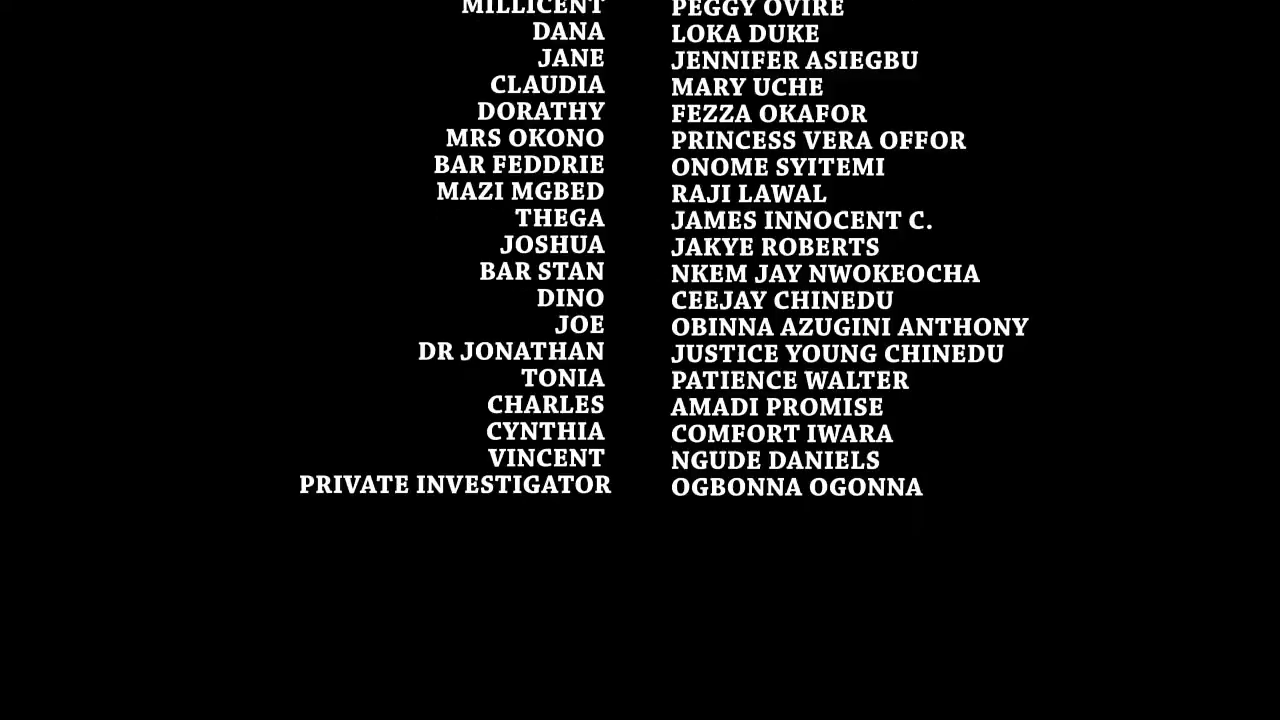 MILLICENT PEGGY OVIRE
DANA LOKA DUKE
JANE JENNIFER ASIEGBU
CLAUDIA MARY UCHE
DORATHY FEZZA OKAFOR
MRS OKONO PRINCESS VERA OFFOR
BAR FEDDRIE ONOME SYITEMI
MAZI MGBED RAJI LAWAL
THEGA JAMES INNOCENT C.
JOSHUA JAKYE ROBERTS
BAR STAN NKEM JAY NWOKEOCHA
DINO CEEJAY CHINEDU
JOE OBINNA AZUGINI ANTHONY
DR JONATHAN JUSTICE YOUNG CHINEDU
TONIA PATIENCE WALTER
CHARLES AMADI PROMISE
CYNTHIA COMFORT IWARA
VINCENT NGUDE DANIELS
PRIVATE INVESTIGATOR OGBONNA OGONNA